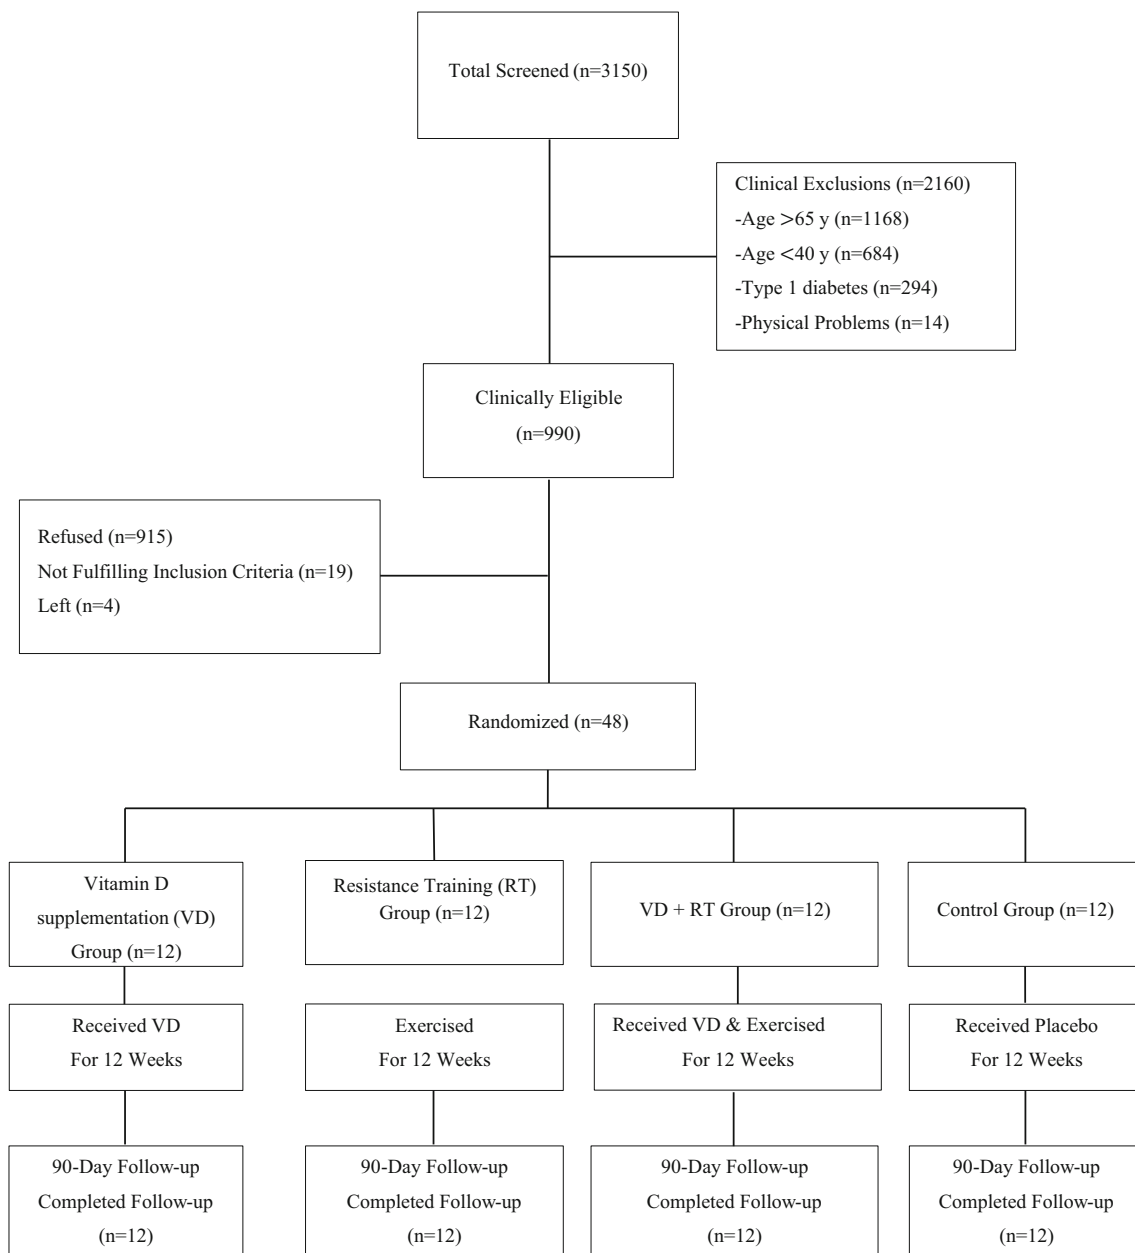 Total Screened (n=3150)
Clinical Exclusions (n=2160)
-Age >65 y (n=1168)
-Age <40 y (n=684)
-Type 1 diabetes (n=294)
-Physical Problems (n=14)
Clinically Eligible
(n=990)
Refused (n=915)
Not Fulfilling Inclusion Criteria (n=19)
Left (n=4)
Randomized (n=48)
Vitamin D
supplementation (VD)
Group (n=12)
Resistance Training (RT)
Group (n=12)
VD + RT Group (n=12)
Control Group (n=12)
Received VD
For 12 Weeks
Exercised
For 12 Weeks
Received VD & Exercised
For 12 Weeks
Received Placebo
For 12 Weeks
90-Day Follow-up
Completed Follow-up
(n=12)
90-Day Follow-up
Completed Follow-up
(n=12)
90-Day Follow-up
Completed Follow-up
(n=12)
90-Day Follow-up
Completed Follow-up
(n=12)